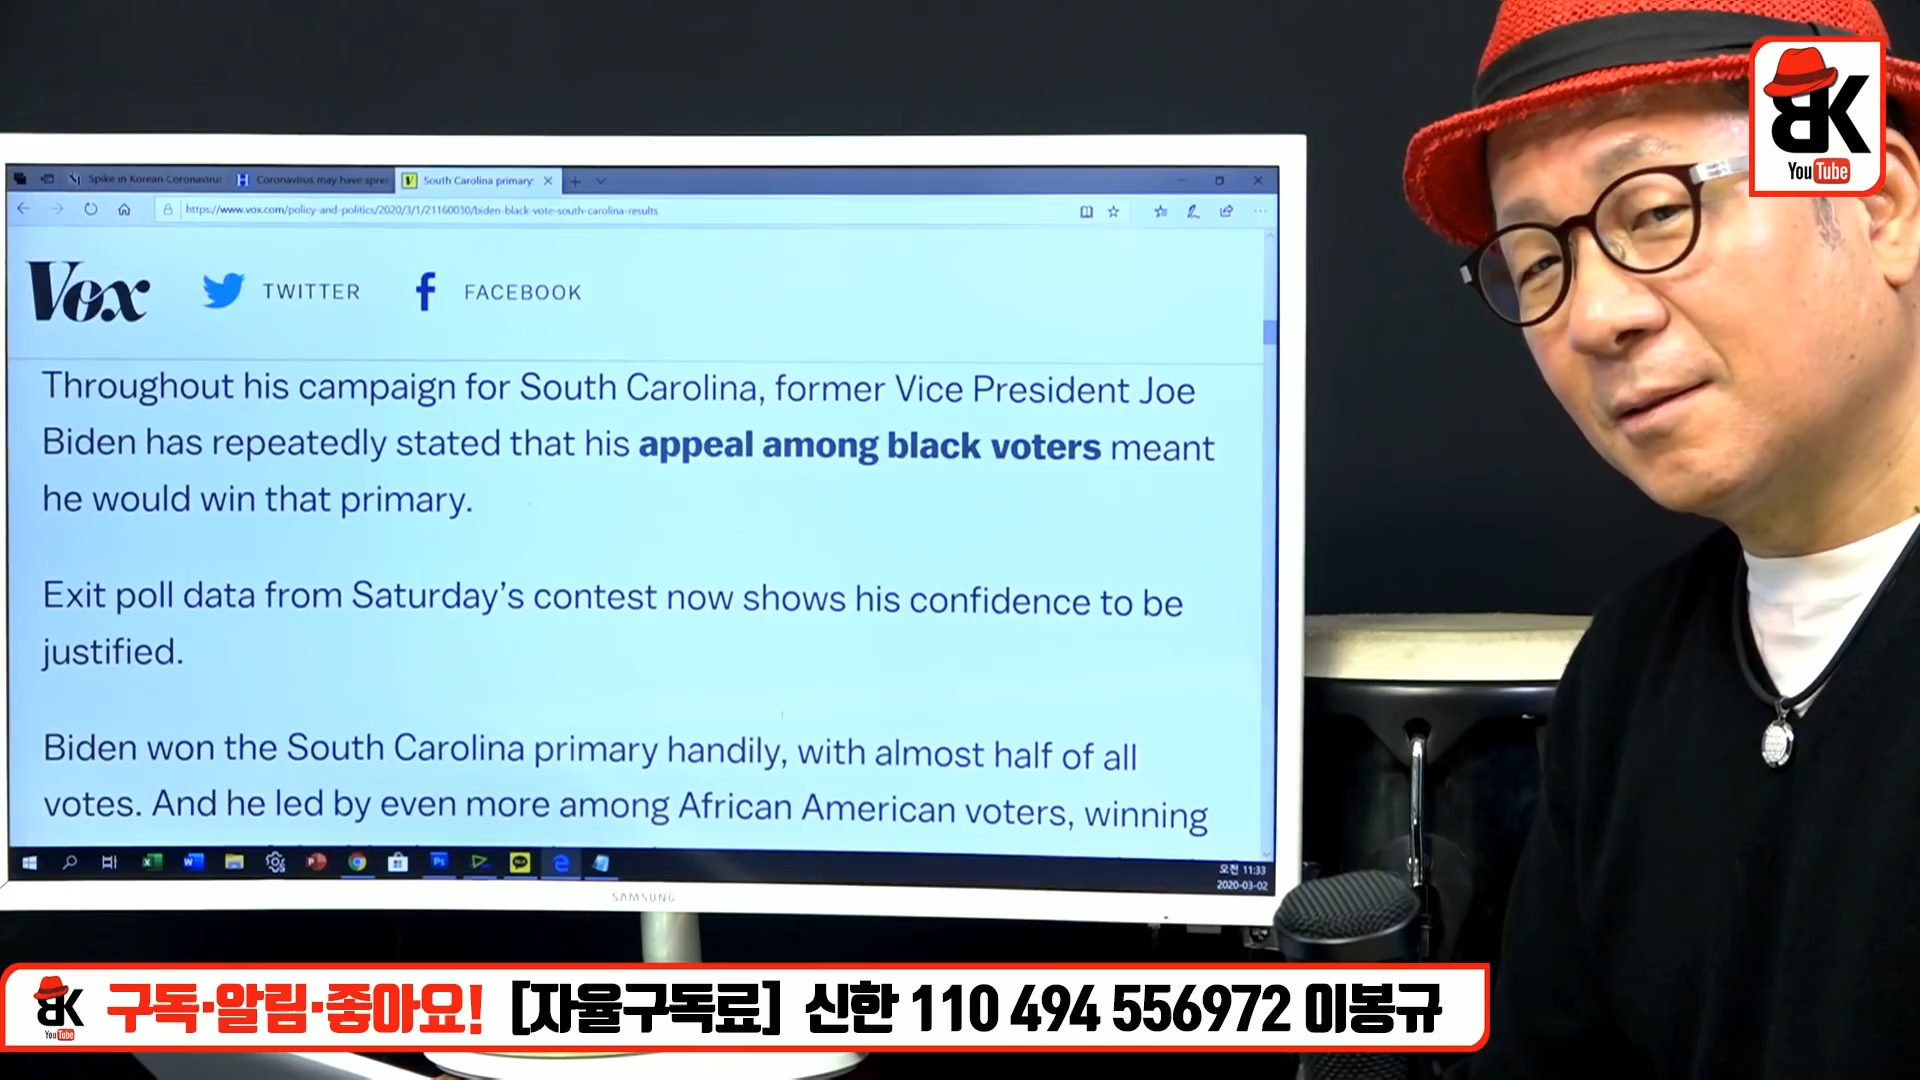 BK
YouTube
Spike in Korean Coronavirus
Coronavirus may have spre
South Carolina primary:
https://www.vox.com/policy-and-politics/2020/3/1/21160030/biden-black-vote-south-carolina-results
Vox TWITTER FACEBOOK
Throughout his campaign for South Carolina, former Vice President Joe
Biden has repeatedly stated that his appeal among black voters meant
he would win that primary.
Exit poll data from Saturday's contest now shows his confidence to be
justified.
Biden won the South Carolina primary handily, with almost half of all
votes. And he led by even more among African American voters, winning
오전 11:33
2020-03-02
SAMSUNG
BK
YouTube
구독·알림·좋아요! [자율구독료] 신한 110 494 556972 이봉규